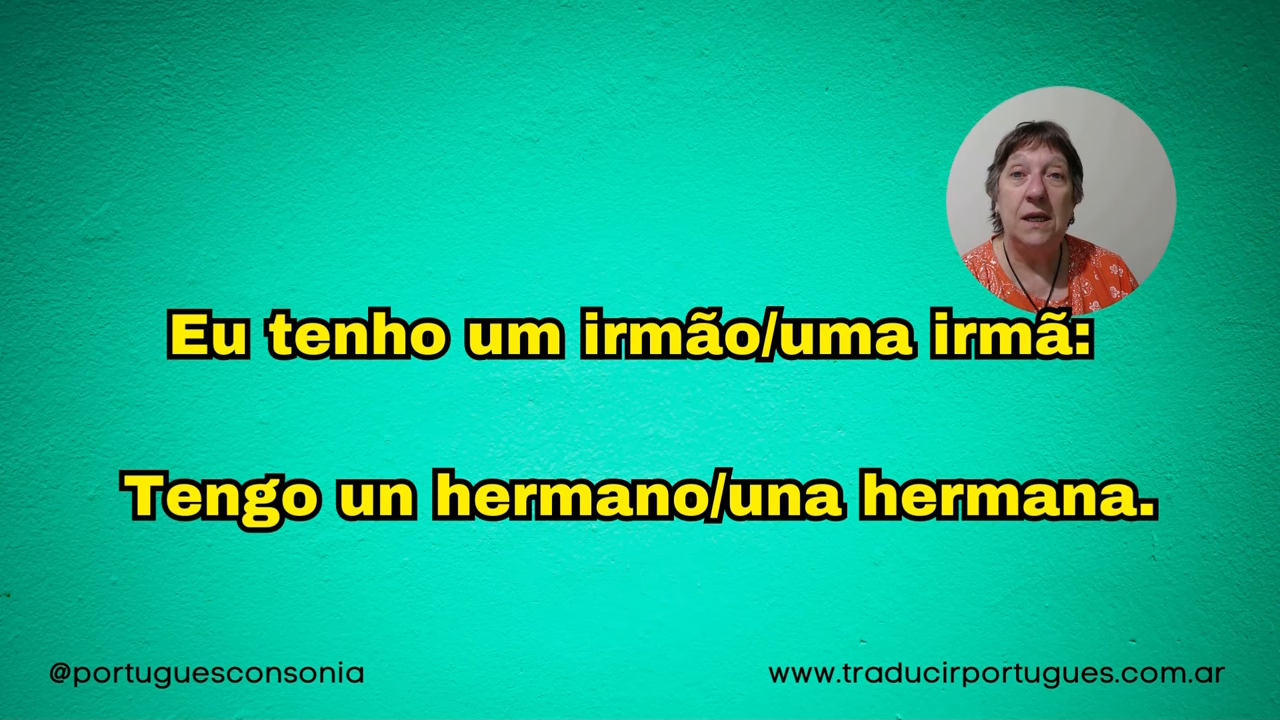 Eu tenho um irmão/uma irmã:
Tengo un hermano/una hermana.
@portuguesconsonia
www.traducirportugues.com.ar